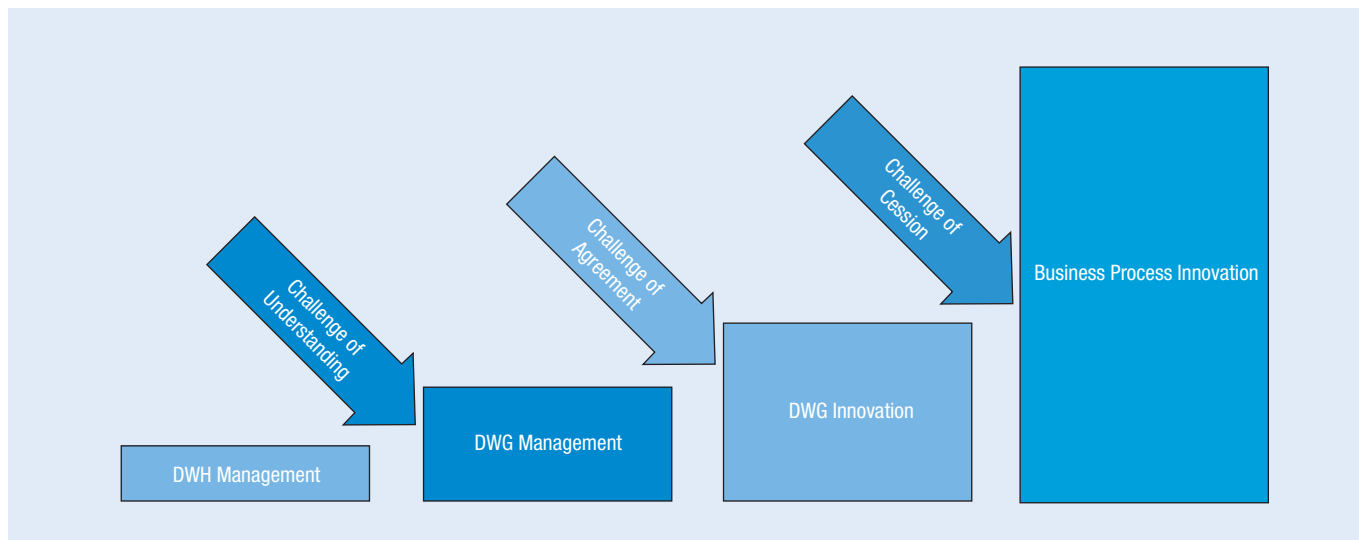 Challenge of
Understanding
Challenge of
Agreement
Challenge of
Cession
DWH Management
DWG Management
DWG Innovation
Business Process Innovation